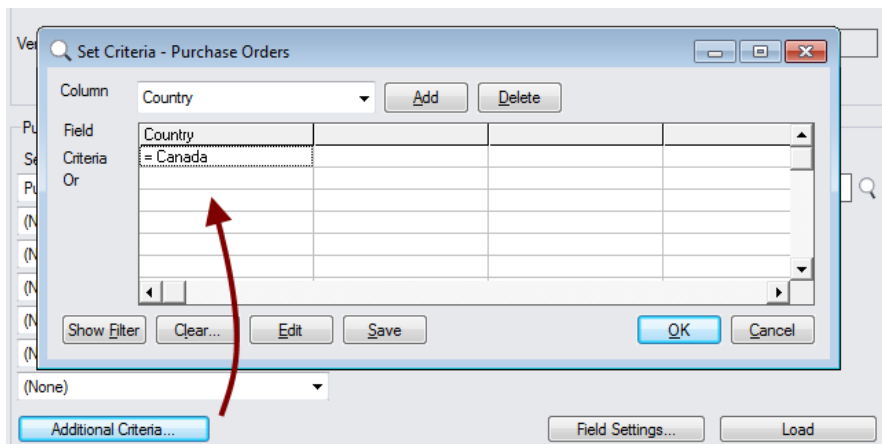 Ver
Set Criteria - Purchase Orders
Column
Country
Add
Delete
Pu
Field
Country
Se
Criteria
= Canada
Or
Pu
(N
(N
(N
(N
(N
Show Filter
Clear...
Edit
Save
OK
Cancel
(None)
Additional Criteria...
Field Settings...
Load